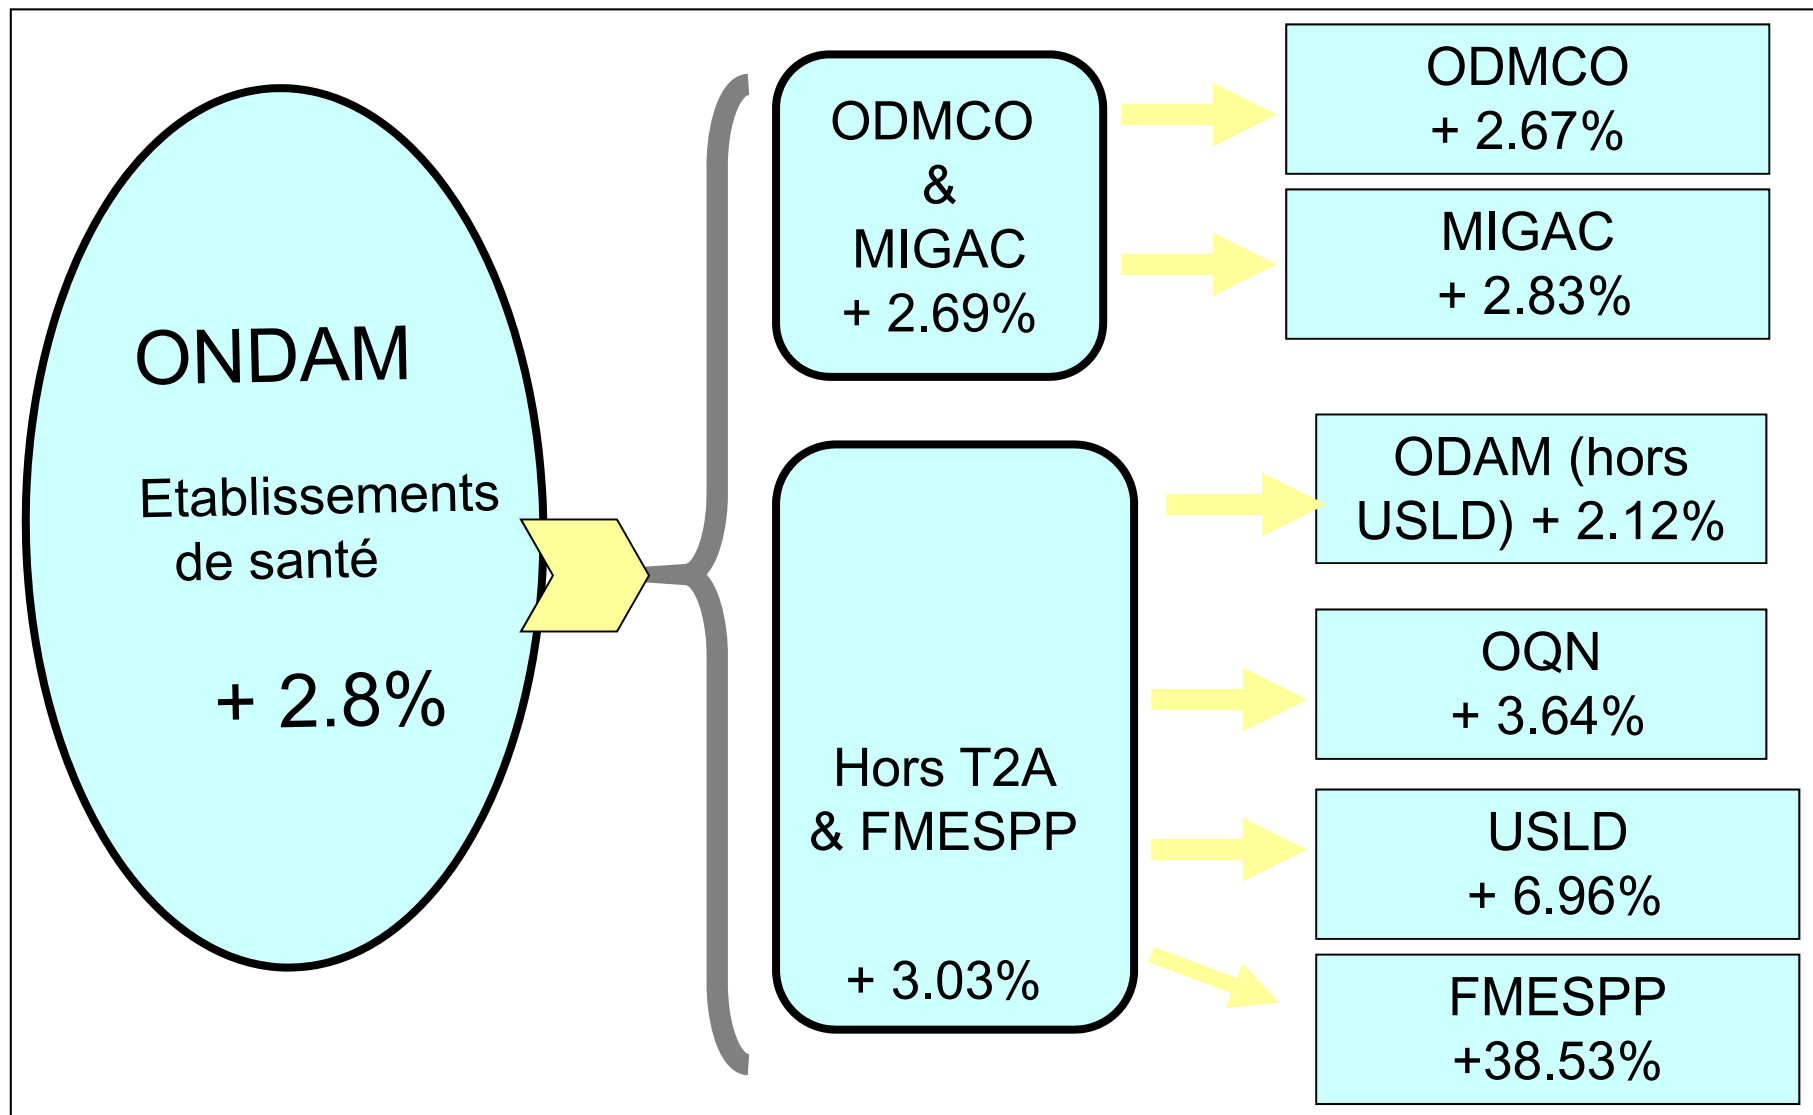 ONDAM
Etablissements
de santé
+ 2.8%
ODMCO
&
MIGAC
+ 2.69%
ODMCO
+ 2.67%
MIGAC
+ 2.83%
Hors T2A
& FMESPP
+ 3.03%
ODAM (hors
USLD) + 2.12%
OQN
+ 3.64%
USLD
+ 6.96%
FMESPP
+38.53%